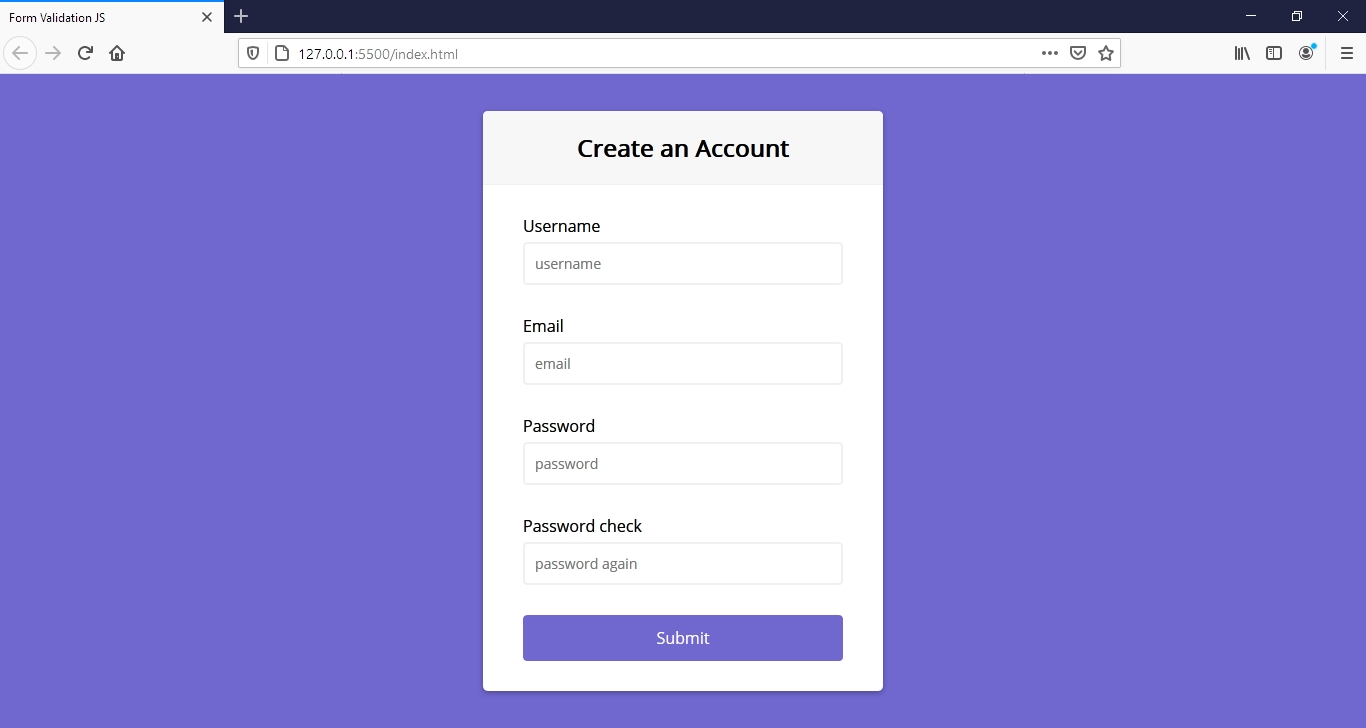 Form Validation JS
127.0.0.1:5500/index.html
Create an Account
Username
username
Email
email
Password
password
Password check
password again
Submit